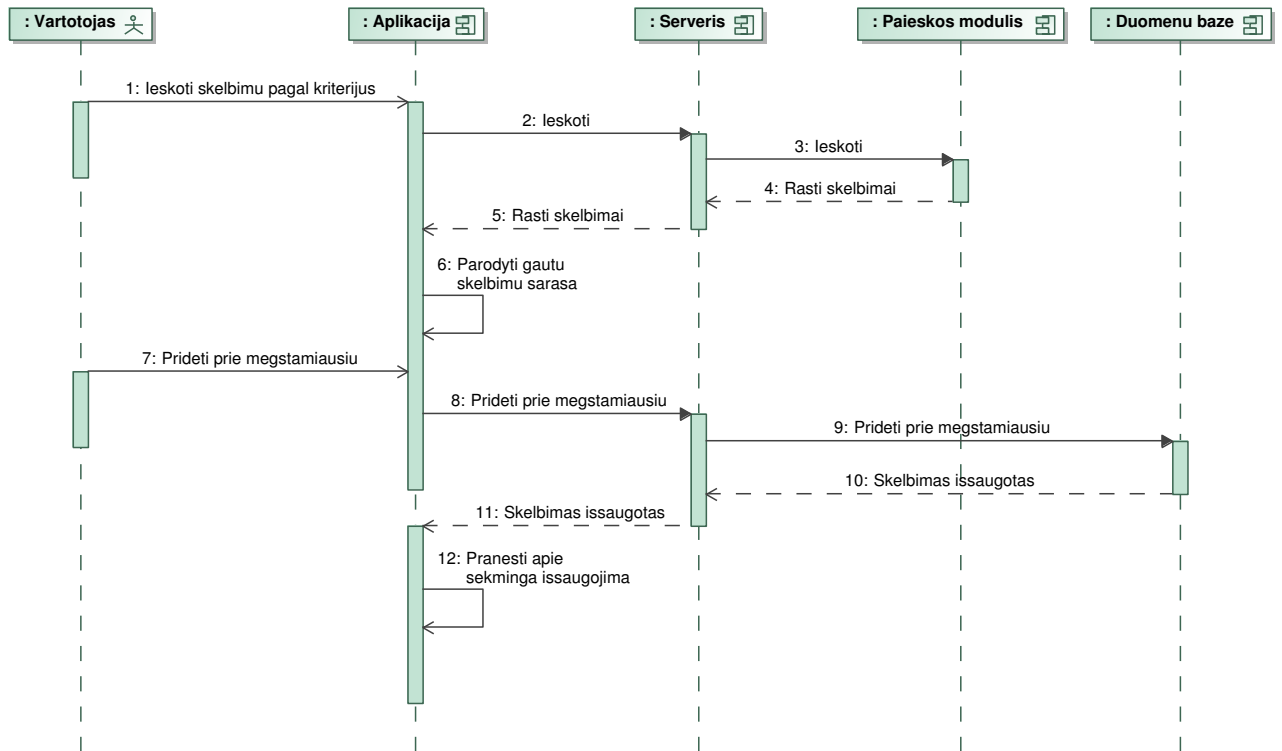 : Vartotojas
: Aplikacija
: Serveris
: Paieskos modulis
: Duomenu baze
1: Ieskoti skelbimu pagal kriterijus
2: Ieskoti
3: Ieskoti
4: Rasti skelbimai
5: Rasti skelbimai
6: Parodyti gautu
skelbimu sarasa
7: Prideti prie megstamiausiu
8: Prideti prie megstamiausiu
9: Prideti prie megstamiausiu
10: Skelbimas issaugotas
11: Skelbimas issaugotas
12: Pranesti apie
sekminga issaugojima